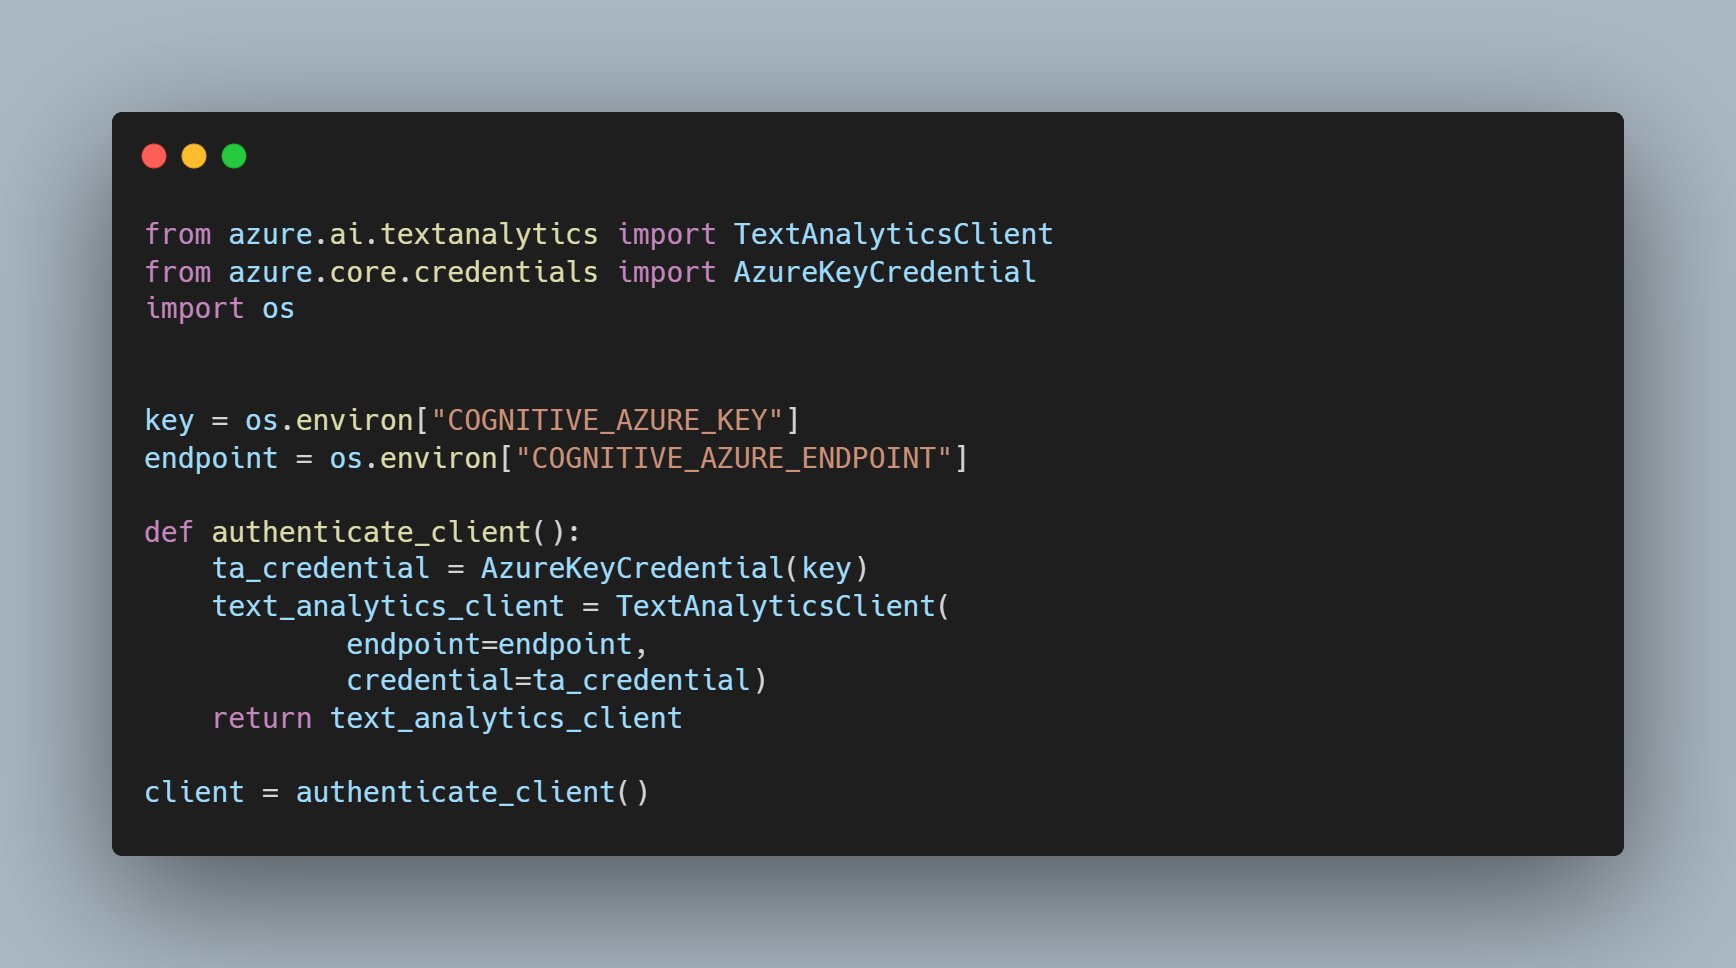 from azure.ai.textanalytics import TextAnalyticsClient
from azure.core.credentials import AzureKeyCredential
import os
key = os.environ["COGNITIVE_AZURE_KEY"]
endpoint = os.environ["COGNITIVE_AZURE_ENDPOINT"]
def authenticate_client():
    ta_credential = AzureKeyCredential(key)
    text_analytics_client = TextAnalyticsClient(
            endpoint=endpoint,
            credential=ta_credential)
    return text_analytics_client
client = authenticate_client()